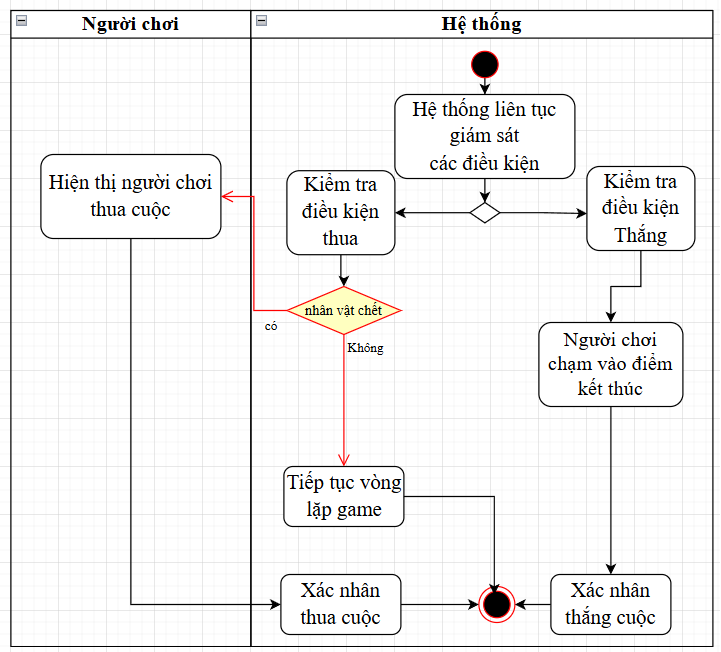 Người chơi
Hệ thống
Hệ thống liên tục
giám sát
các điều kiện
Hiện thị người chơi
thua cuộc
Kiểm tra
điều kiện
thua
Kiểm tra
điều kiện
Thắng
nhân vật chết
có
Không
Người chơi
chạm vào điểm
kết thúc
Tiếp tục vòng
lặp game
Xác nhân
thua cuộc
Xác nhân
thắng cuộc